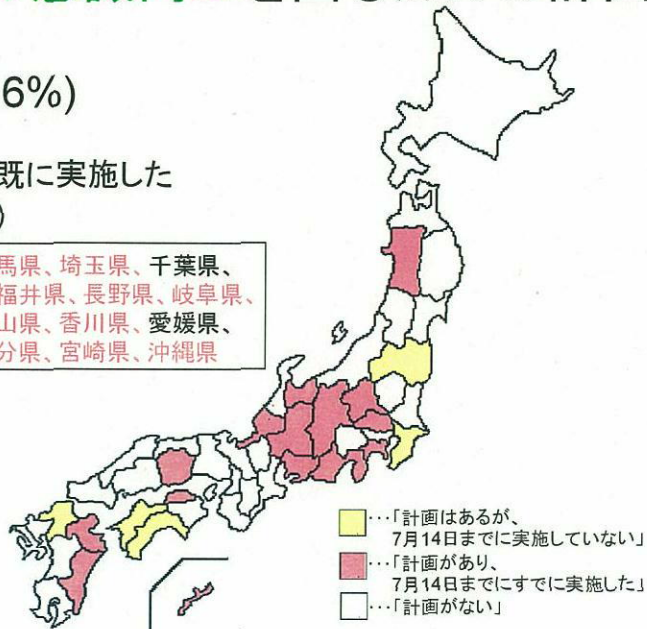 6%)
既に実施した
)
馬県、埼玉県、千葉県、
福井県、長野県、岐阜県、
山県、香川県、愛媛県、
分県、宮崎県、沖縄県
…「計画はあるが、
7月14日までに実施していない」
…「計画があり、
7月14日までにすでに実施した」
…「計画がない」